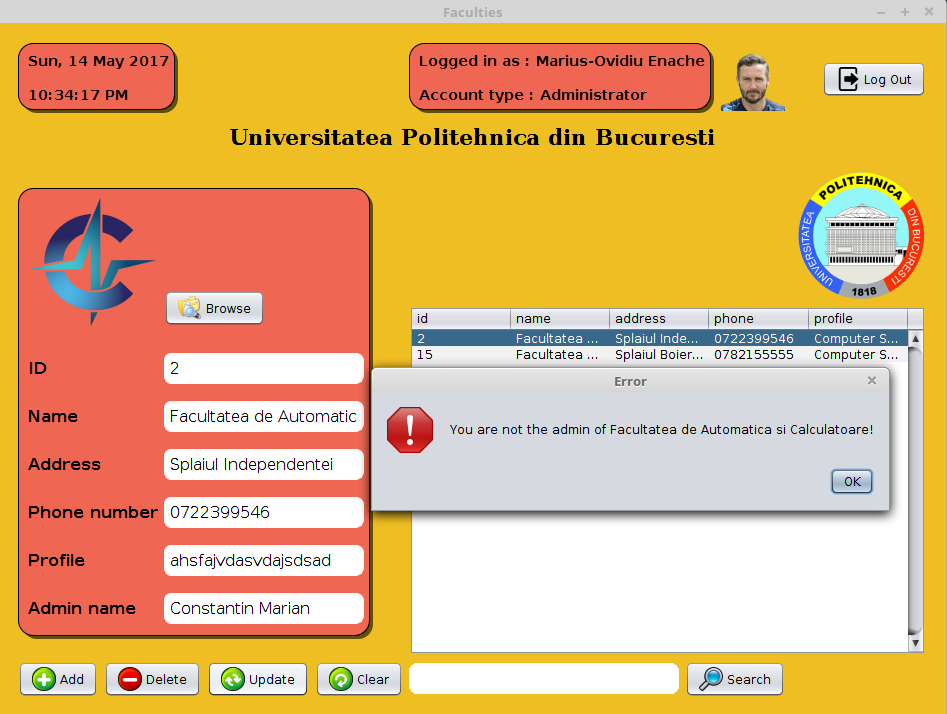 Faculties
Sun, 14 May 2017
10:34:17 PM
Logged in as : Marius-Ovidiu Enache
Account type : Administrator
Log Out
Universitatea Politehnica din Bucuresti
UNIVERSITATEA POLITEHNICA DIN BUCURESTI
1818
Browse
ID 2
Name Facultatea de Automatic
Address Splaiul Independentei
Phone number 0722399546
Profile ahsfajvdasvdajsdsad
Admin name Constantin Marian
id name address phone profile
2 Facultatea ... Splaiul Inde... 0722399546 Computer S...
15 Facultatea ... Splaiul Boier... 0782155555 Computer S...
Error
You are not the admin of Facultatea de Automatica si Calculatoare!
OK
Add Delete Update Clear Search